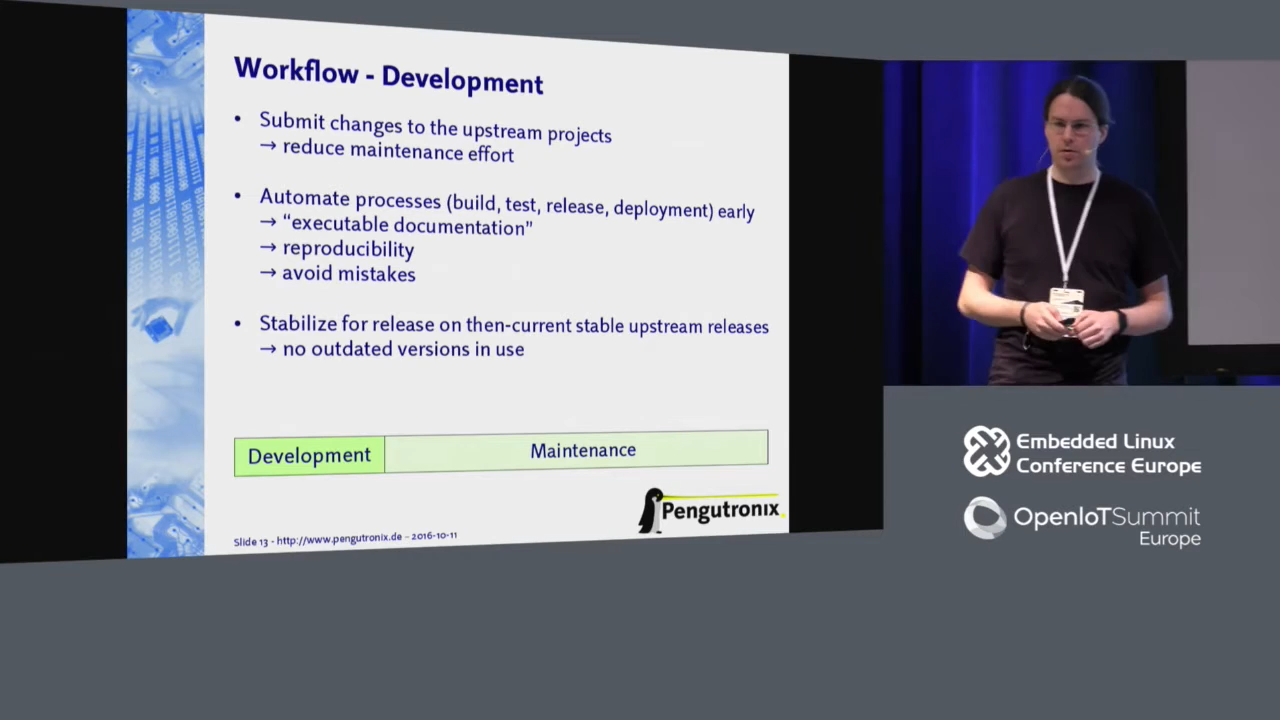 Workflow - Development
• Submit changes to the upstream projects
→ reduce maintenance effort
• Automate processes (build, test, release, deployment) early
→ “executable documentation”
→ reproducibility
→ avoid mistakes
• Stabilize for release on then-current stable upstream releases
→ no outdated versions in use
Development
Maintenance
Pengutronix
Slide 13 - http://www.pengutronix.de - 2016-10-11
Embedded Linux
Conference Europe
OpenIoTSummit
Europe